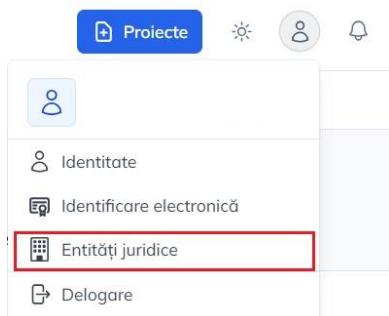 Proiecte
Identitate
Identificare electronică
Entități juridice
Delogare